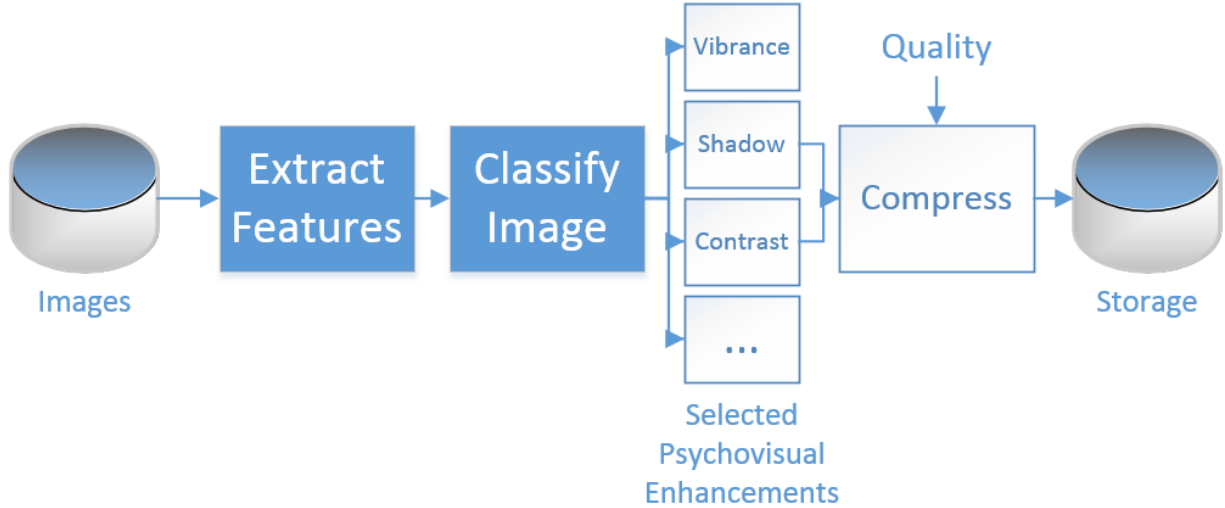 Images
Extract
Features
Classify
Image
Vibrance
Shadow
Contrast
...
Selected
Psychovisual
Enhancements
Quality
Compress
Storage